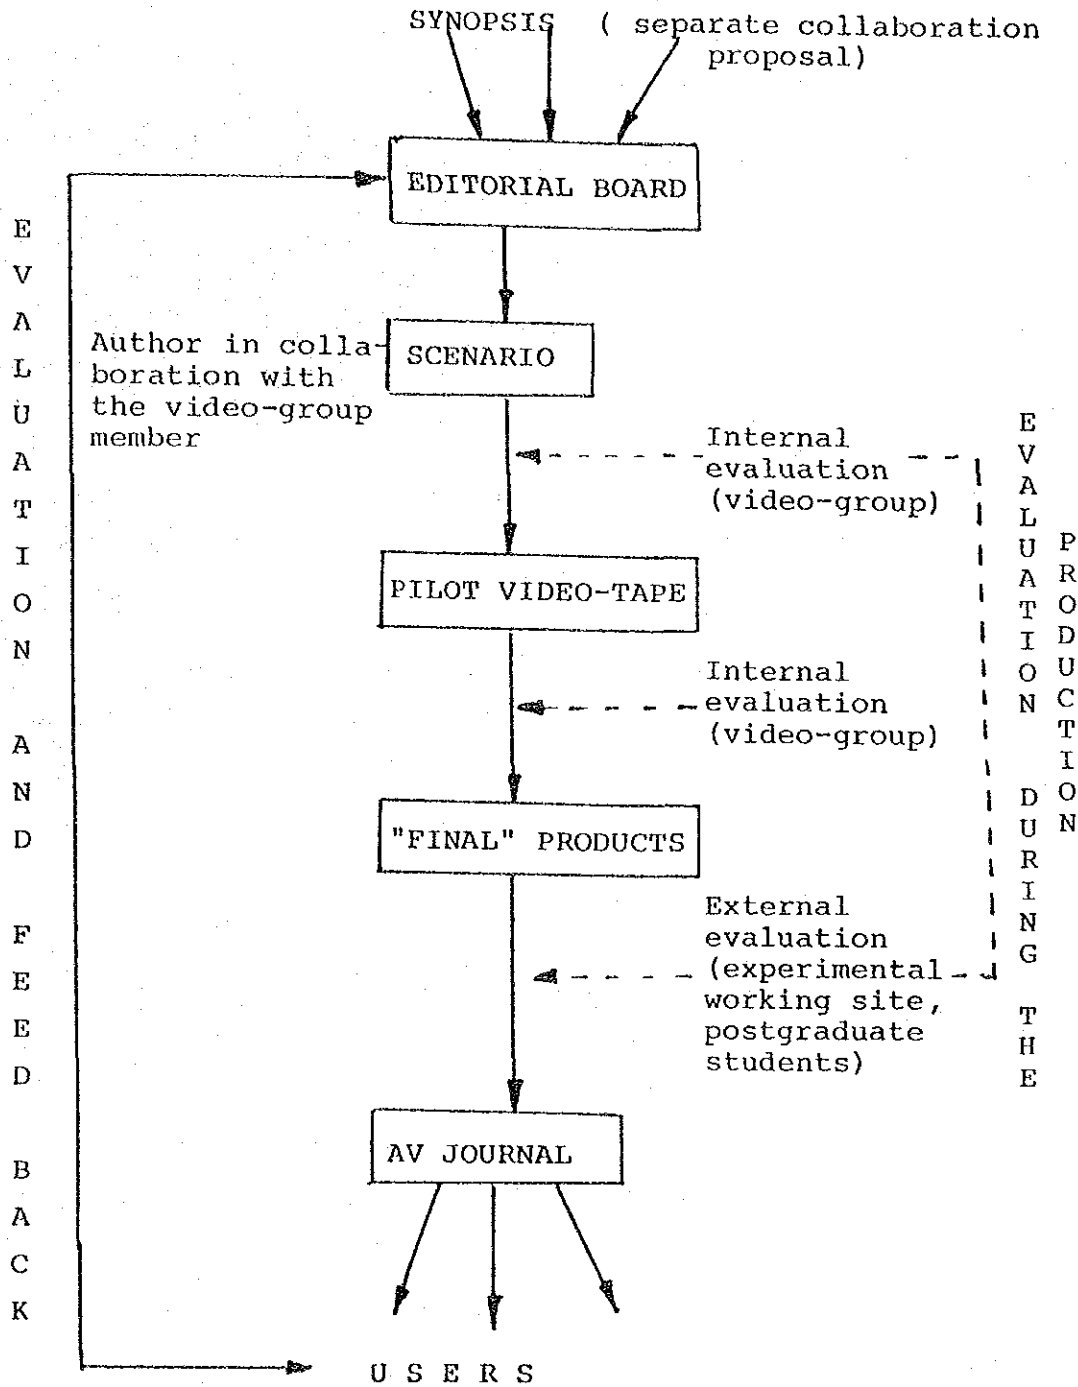 SYNOPSIS ( separate collaboration
proposal)
EDITORIAL BOARD
SCENARIO
Author in colla-
boration with
the video-group
member
Internal
evaluation
(video-group)
PILOT VIDEO-TAPE
Internal
evaluation
(video-group)
"FINAL" PRODUCTS
External
evaluation
(experimental
working site,
postgraduate
students)
AV JOURNAL
USERS
EVALUATION AND FEED BACK
EVALUATION DURING THE
PRODUCTION